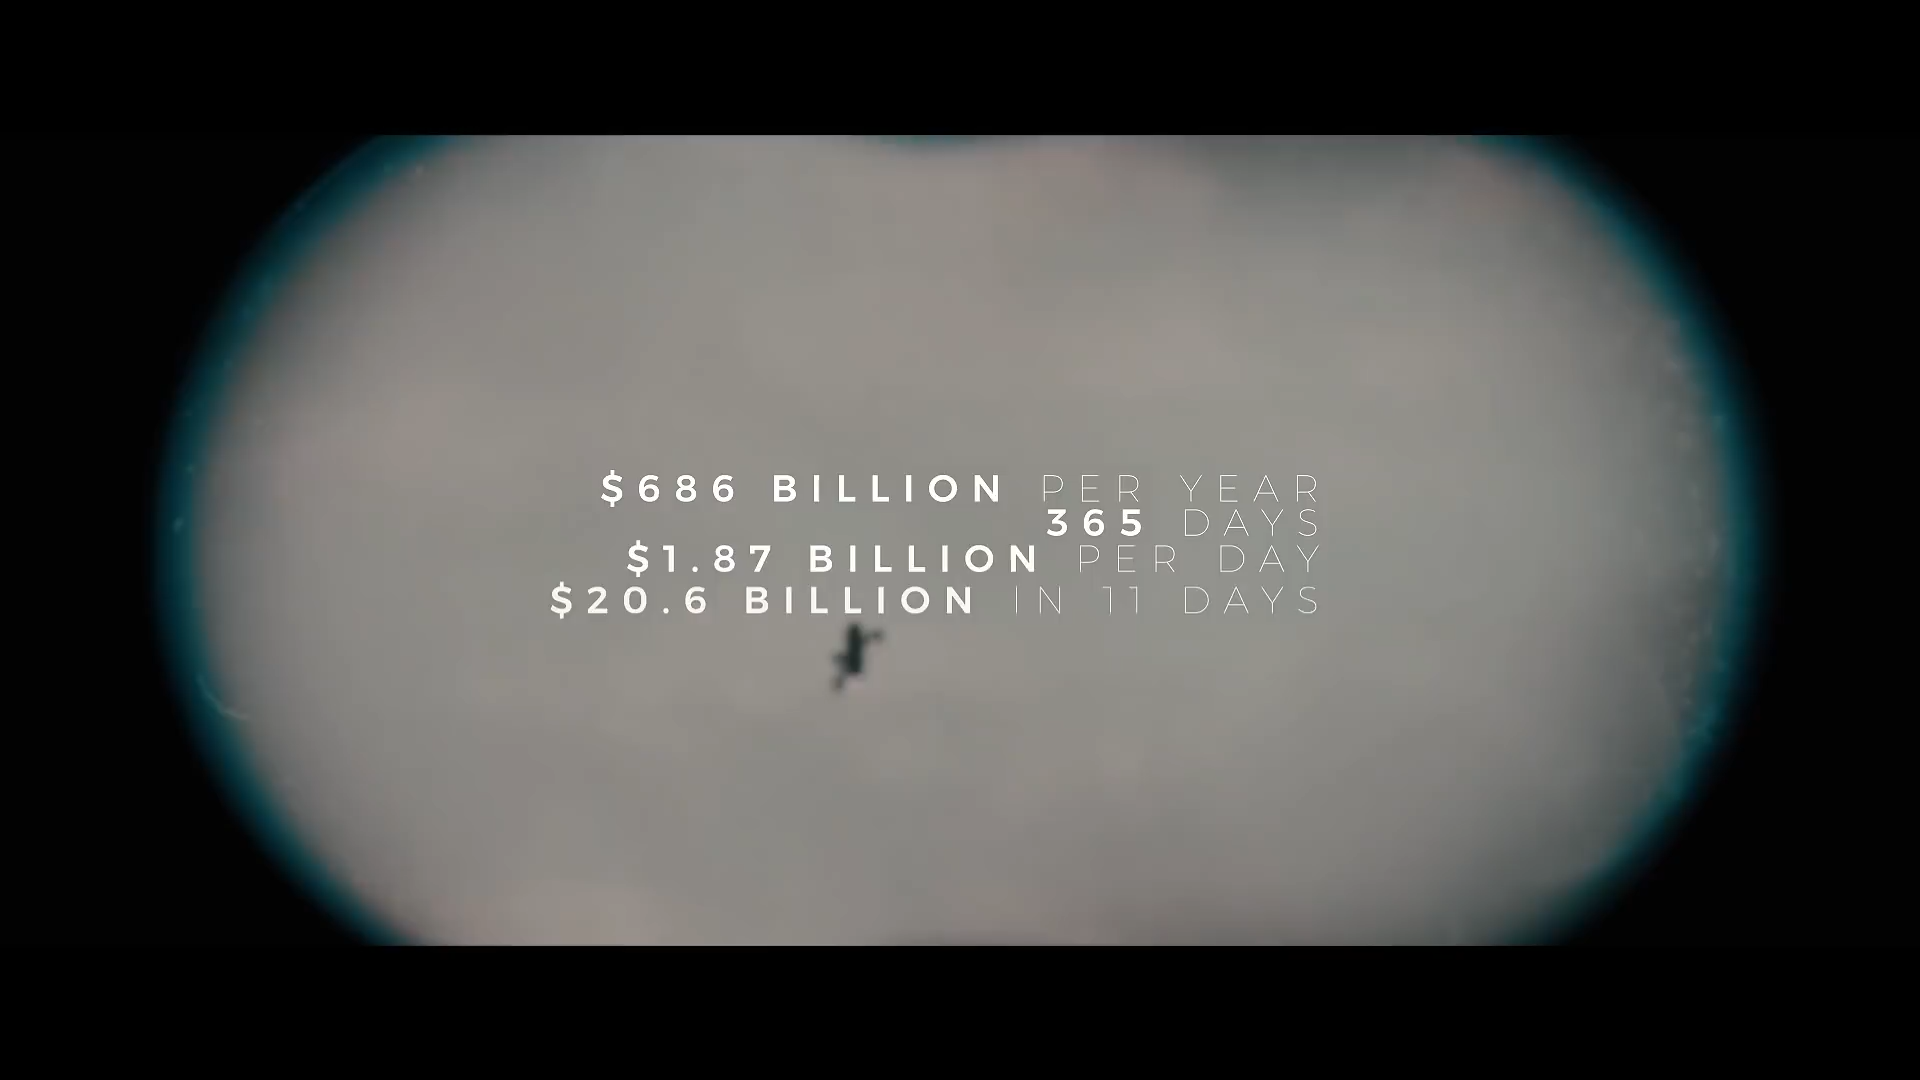 $686 BILLION PER YEAR
365 DAYS
$1.87 BILLION PER DAY
$20.6 BILLION IN 11 DAYS